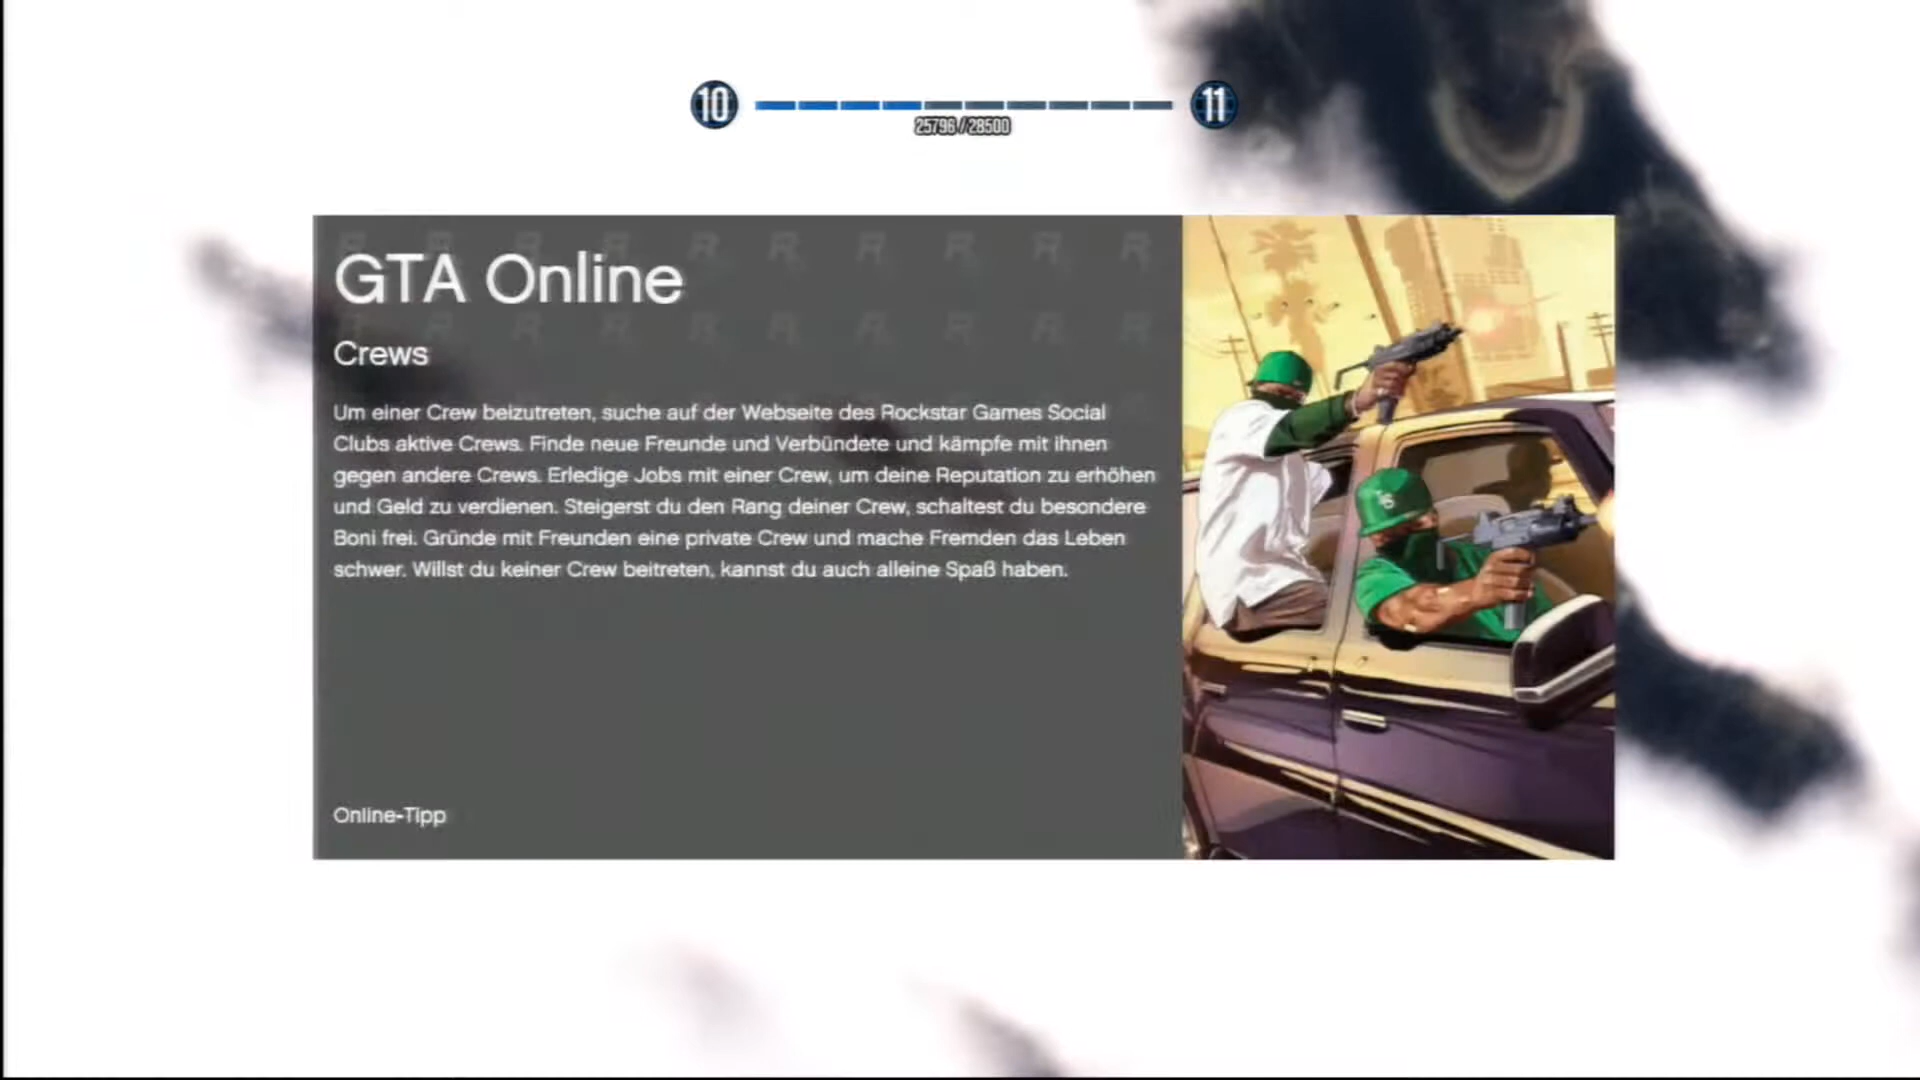 10
11
25796 / 28500
GTA Online
Crews
Um einer Crew beizutreten, suche auf der Webseite des Rockstar Games Social
Clubs aktive Crews. Finde neue Freunde und Verbündete und kämpfe mit ihnen
gegen andere Crews. Erledige Jobs mit einer Crew, um deine Reputation zu erhöhen
und Geld zu verdienen. Steigerst du den Rang deiner Crew, schaltest du besondere
Boni frei. Gründe mit Freunden eine private Crew und mache Fremden das Leben
schwer. Willst du keiner Crew beitreten, kannst du auch alleine Spaß haben.
Online-Tipp